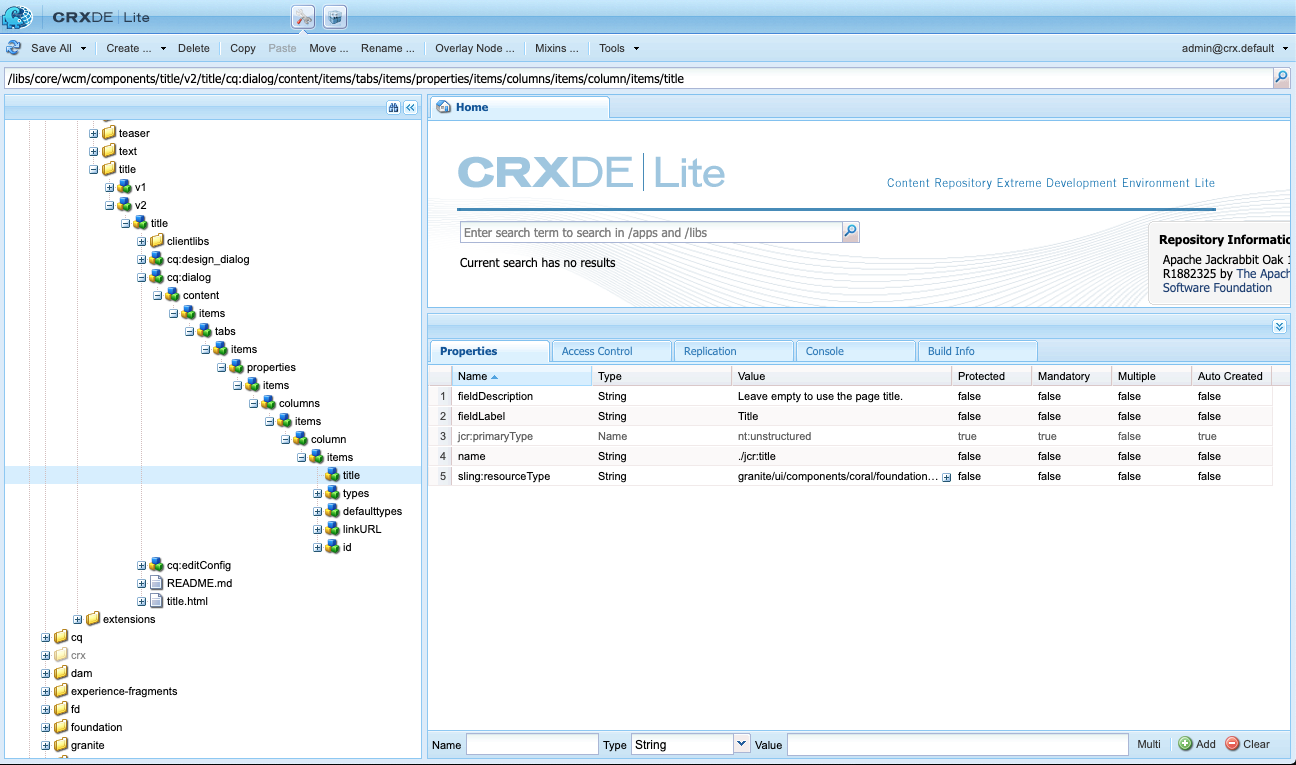 CRXDE | Lite
Save All Create ... Delete Copy Paste Move ... Rename ... Overlay Node ... Mixins ... Tools admin@crx.default
/libs/core/wcm/components/title/v2/title/cq:dialog/content/items/tabs/items/properties/items/columns/items/column/items/title
teaser
text
title
v1
v2
title
clientlibs
cq:design_dialog
cq:dialog
content
items
tabs
items
properties
items
columns
items
column
items
title
types
defaulttypes
linkURL
id
cq:editConfig
README.md
title.html
extensions
cq
crx
dam
experience-fragments
fd
foundation
granite
Home
CRXDE | Lite
Content Repository Extreme Development Environment Lite
Enter search term to search in /apps and /libs
Current search has no results
Repository Informatio
Apache Jackrabbit Oak 1
R1882325 by The Apach
Software Foundation
Properties Access Control Replication Console Build Info
Name Type Value Protected Mandatory Multiple Auto Created
1 fieldDescription String Leave empty to use the page title. false false false false
2 fieldLabel String Title false false false false
3 jcr:primaryType Name nt:unstructured true true false true
4 name String ./jcr:title false false false false
5 sling:resourceType String granite/ui/components/coral/foundation... false false false false
Name Type String Value Multi Add Clear